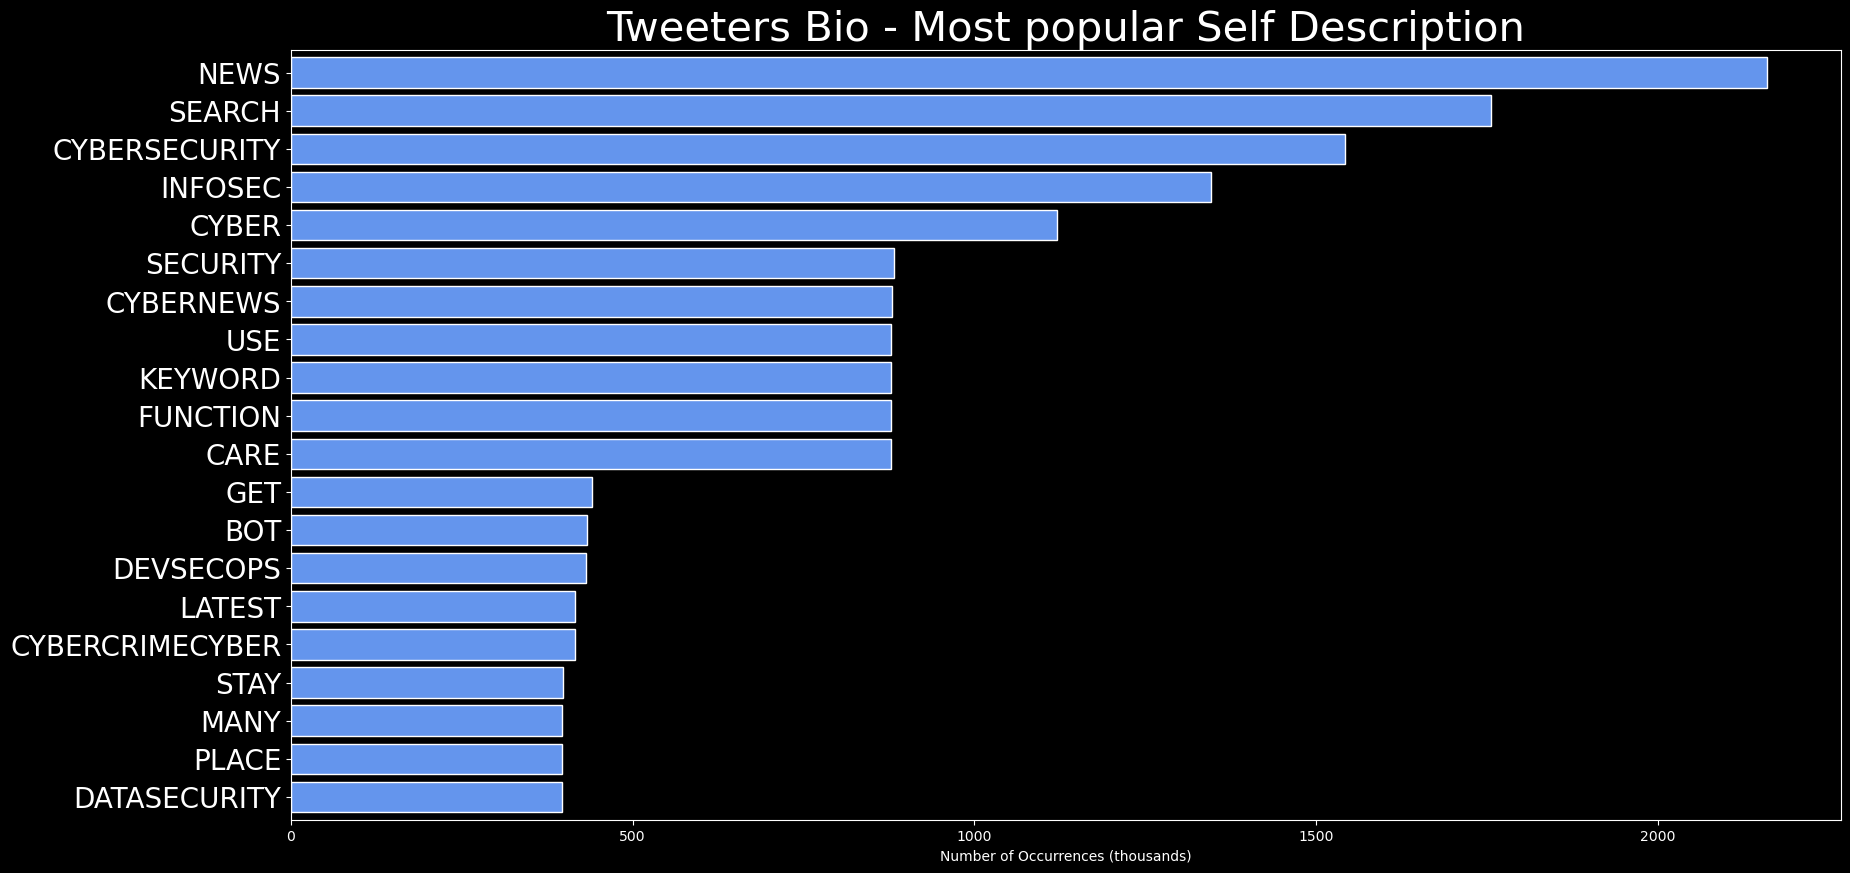 Tweeters Bio - Most popular Self Description
NEWS
SEARCH
CYBERSECURITY
INFOSEC
CYBER
SECURITY
CYBERNEWS
USE
KEYWORD
FUNCTION
CARE
GET
BOT
DEVSECOPS
LATEST
CYBERCRIMECYBER
STAY
MANY
PLACE
DATASECURITY
0 500 1000 1500 2000
Number of Occurrences (thousands)